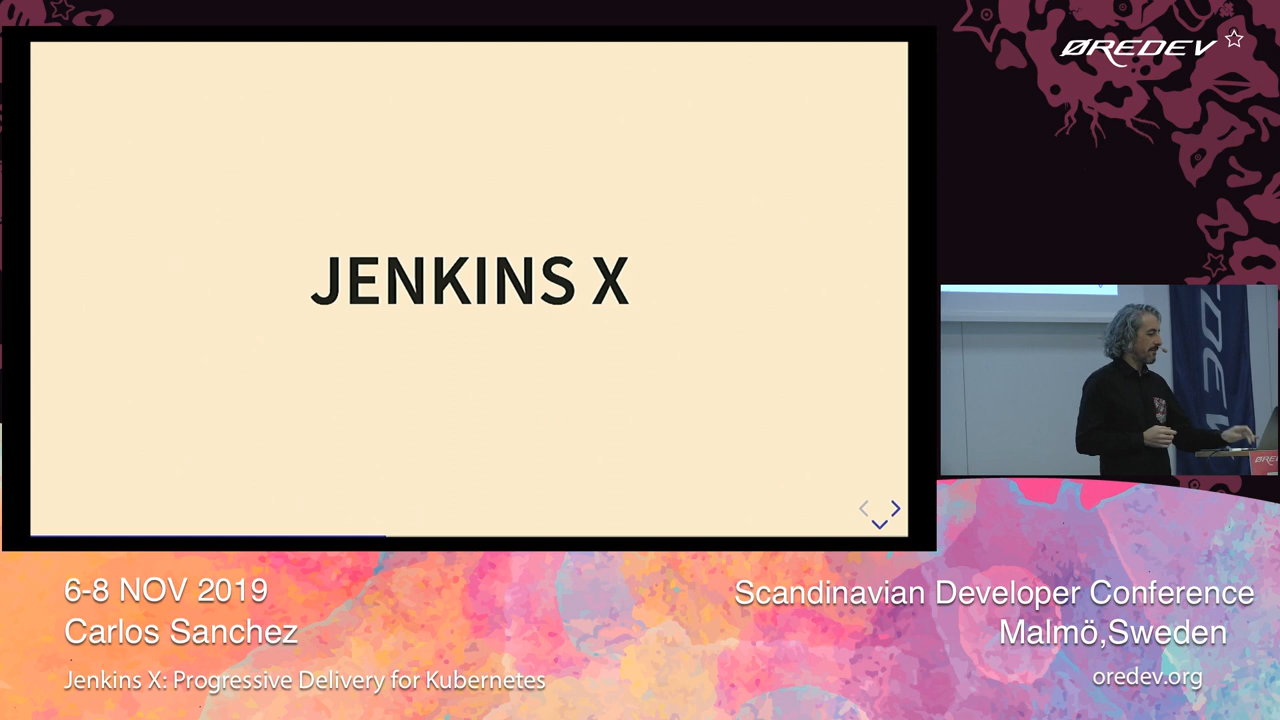 ØREDEV
JENKINS X
6-8 NOV 2019
Carlos Sanchez
Jenkins X: Progressive Delivery for Kubernetes
Scandinavian Developer Conference
Malmö,Sweden
oredev.org